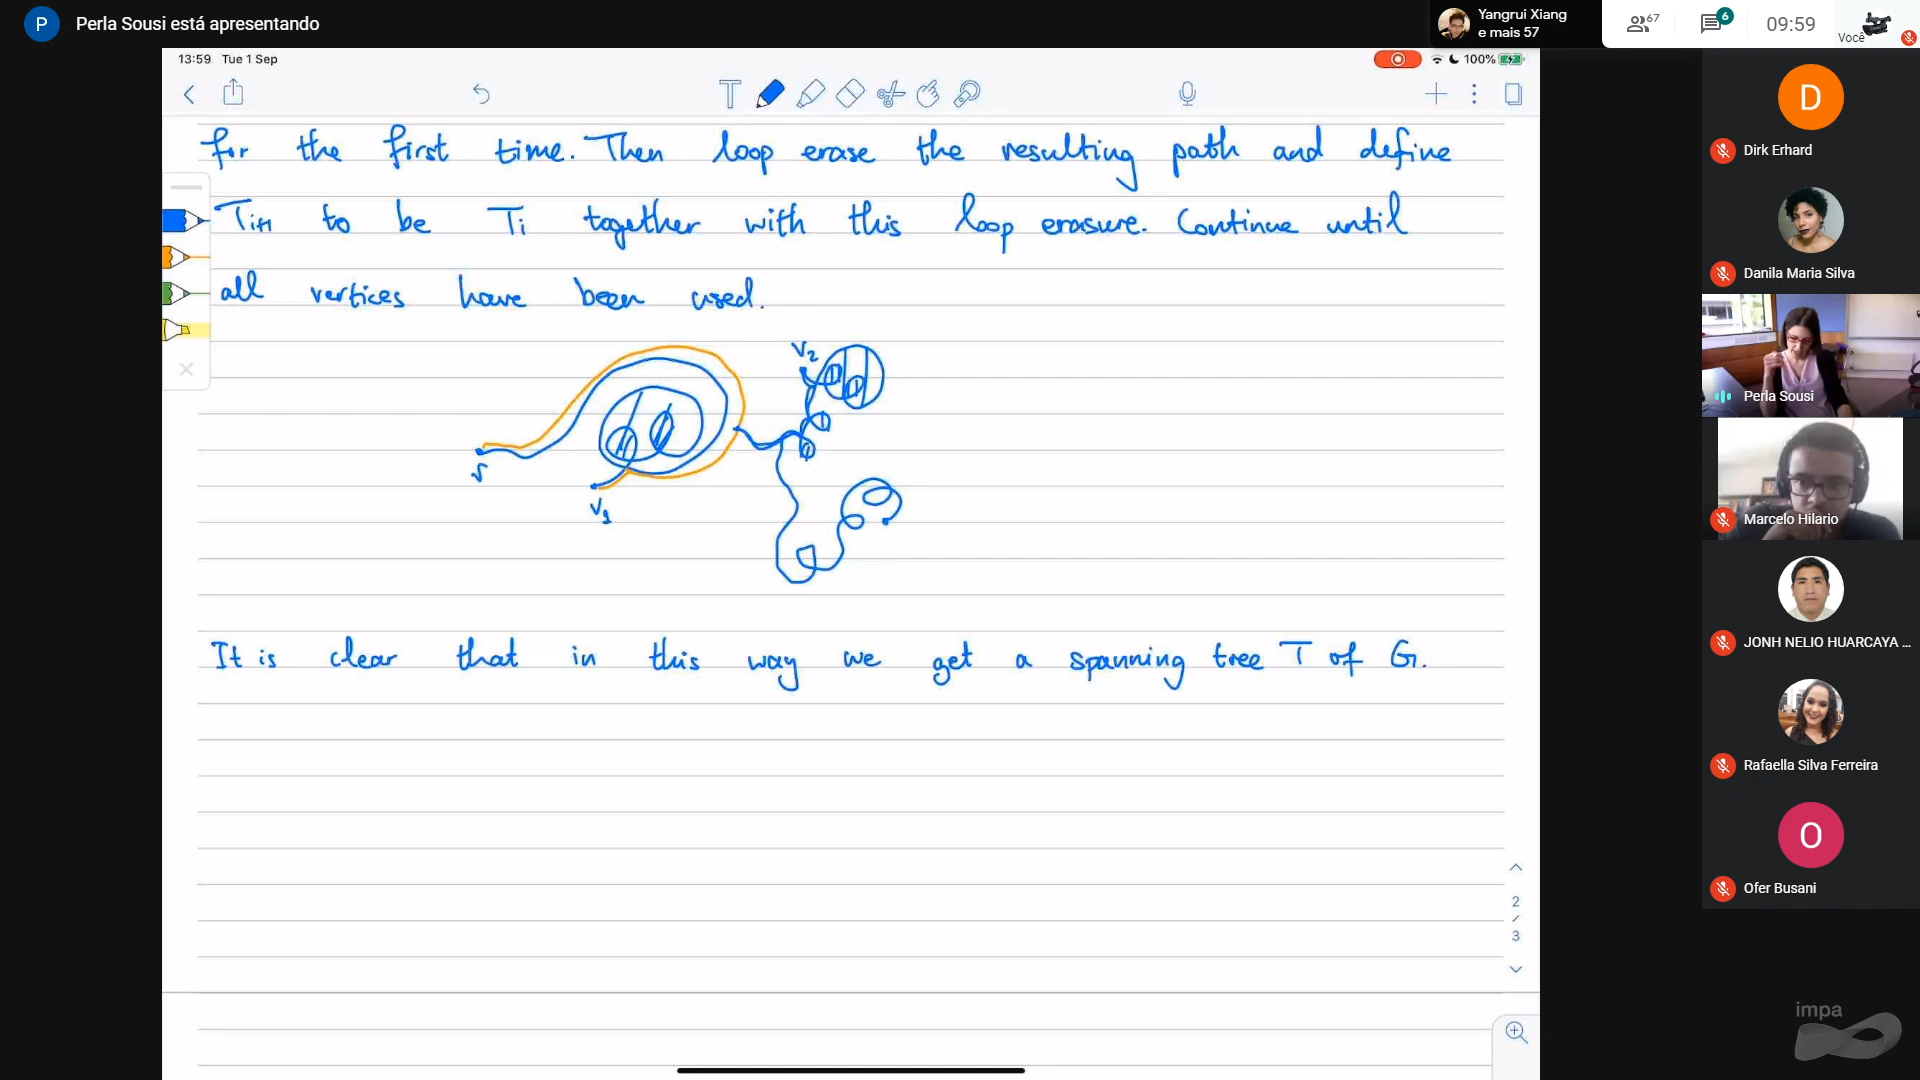 P Perla Sousi está apresentando
Yangrui Xiang
e mais 57
67
6
09:59
Você
13:59 Tue 1 Sep
100%
for the first time. Then loop erase the resulting path and define
Ti+1 to be Ti together with this loop erasure. Continue until
all vertices have been used.
V2
V1
It is clear that in this way we get a spanning tree T of G.
2
/
3
D
Dirk Erhard
Danila Maria Silva
Perla Sousi
Marcelo Hilario
JONH NELIO HUARCAYA ...
Rafaella Silva Ferreira
O
Ofer Busani
impa